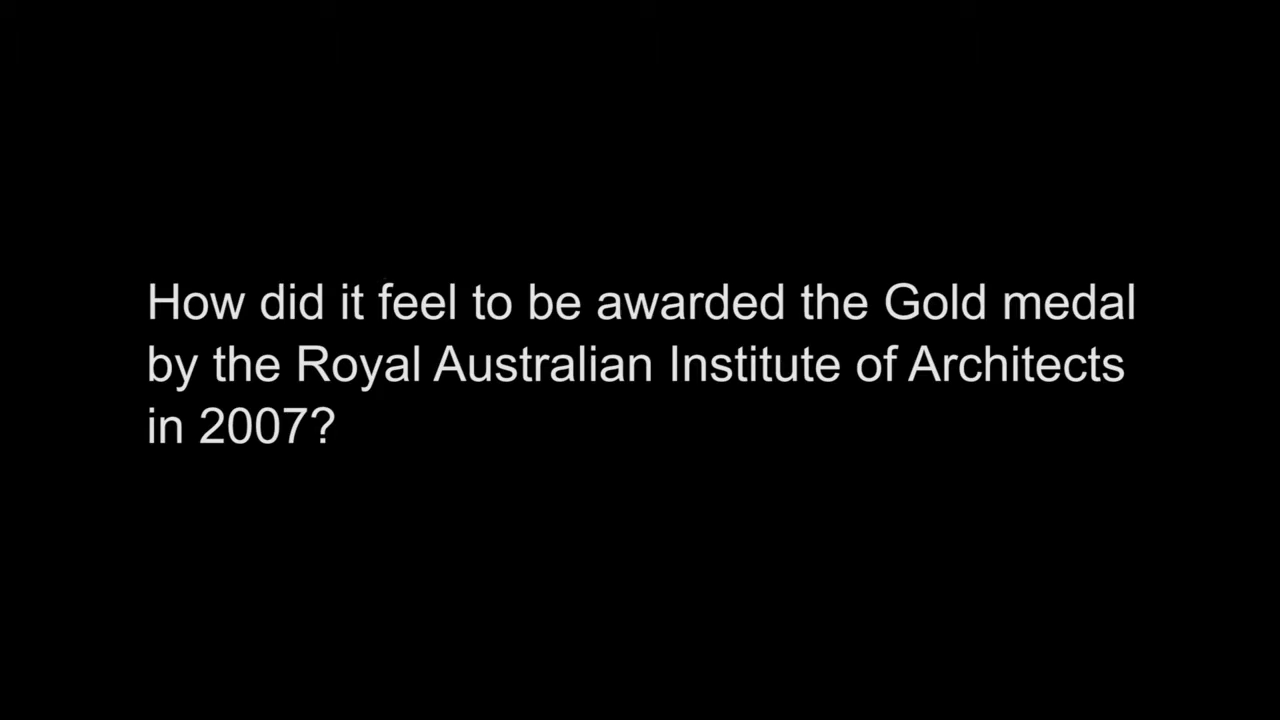 How did it feel to be awarded the Gold medal
by the Royal Australian Institute of Architects
in 2007?